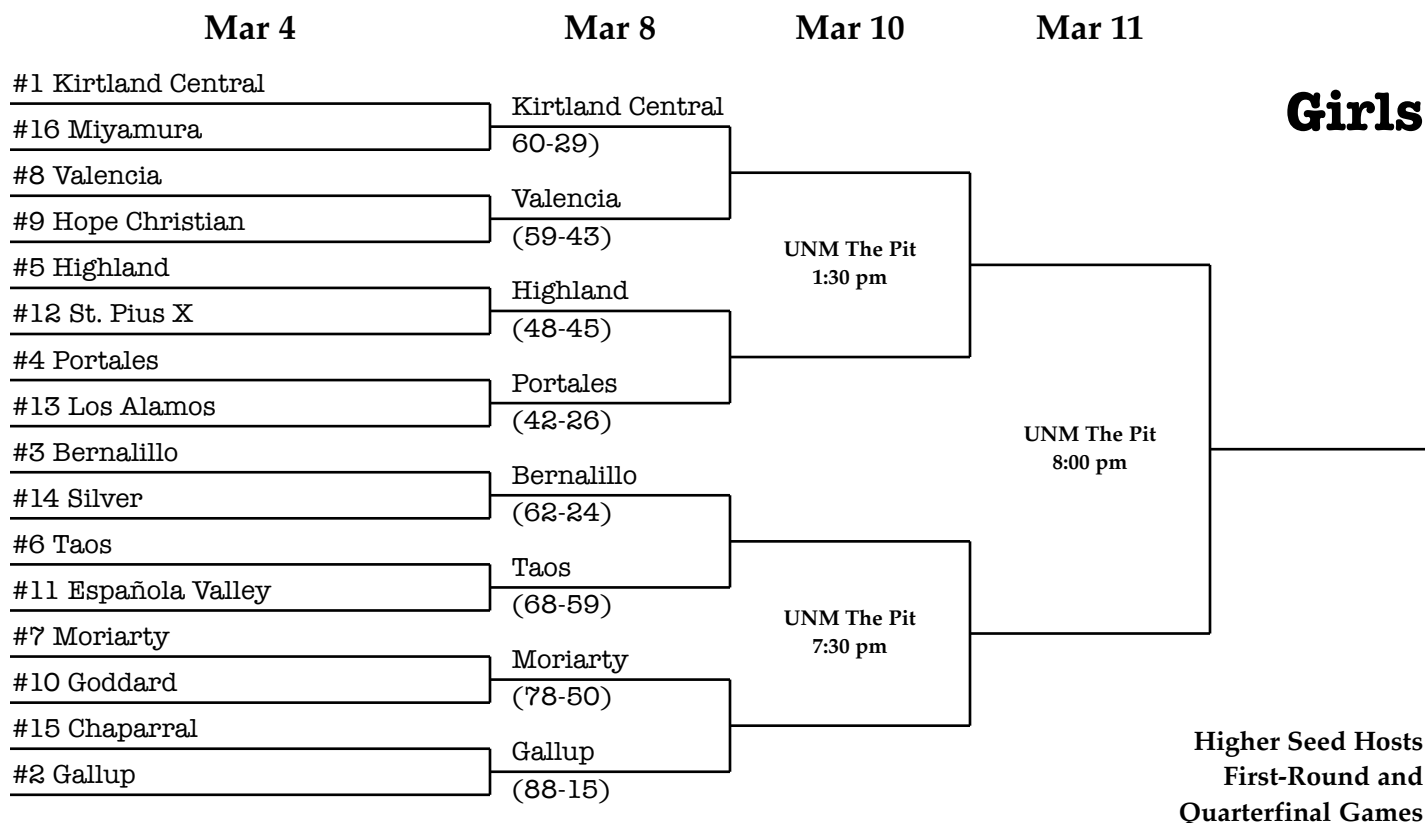 Mar 4
Mar 8
Mar 10
Mar 11
Girls
#1 Kirtland Central
#16 Miyamura
#8 Valencia
#9 Hope Christian
#5 Highland
#12 St. Pius X
#4 Portales
#13 Los Alamos
#3 Bernalillo
#14 Silver
#6 Taos
#11 Española Valley
#7 Moriarty
#10 Goddard
#15 Chaparral
#2 Gallup
Kirtland Central
60-29)
Valencia
(59-43)
Highland
(48-45)
Portales
(42-26)
Bernalillo
(62-24)
Taos
(68-59)
Moriarty
(78-50)
Gallup
(88-15)
UNM The Pit
1:30 pm
UNM The Pit
7:30 pm
UNM The Pit
8:00 pm
Higher Seed Hosts
First-Round and
Quarterfinal Games